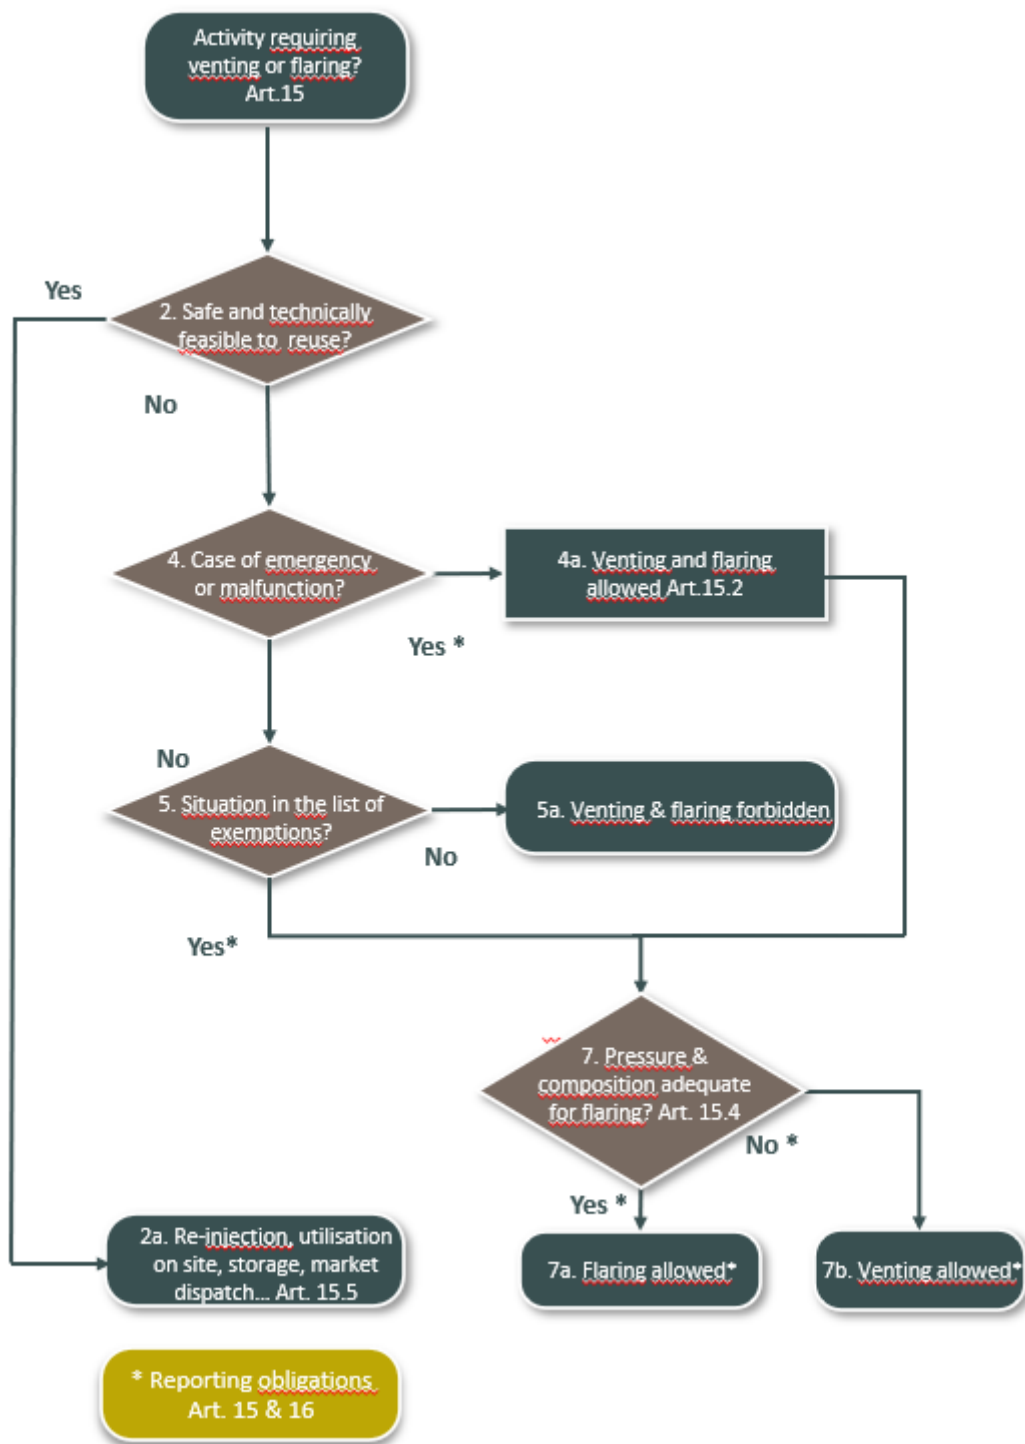 Activity requiring
venting or flaring?
Art.15
Yes
2. Safe and technically
feasible to reuse?
No
4. Case of emergency
or malfunction?
4a. Venting and flaring
allowed Art.15.2
Yes *
No
5. Situation in the list of
exemptions?
5a. Venting & flaring forbidden
No
Yes*
7. Pressure &
composition adequate
for flaring? Art. 15.4
No *
Yes *
2a. Re-injection, utilisation
on site, storage, market
dispatch... Art. 15.5
7a. Flaring allowed*
7b. Venting allowed*
* Reporting obligations
Art. 15 & 16